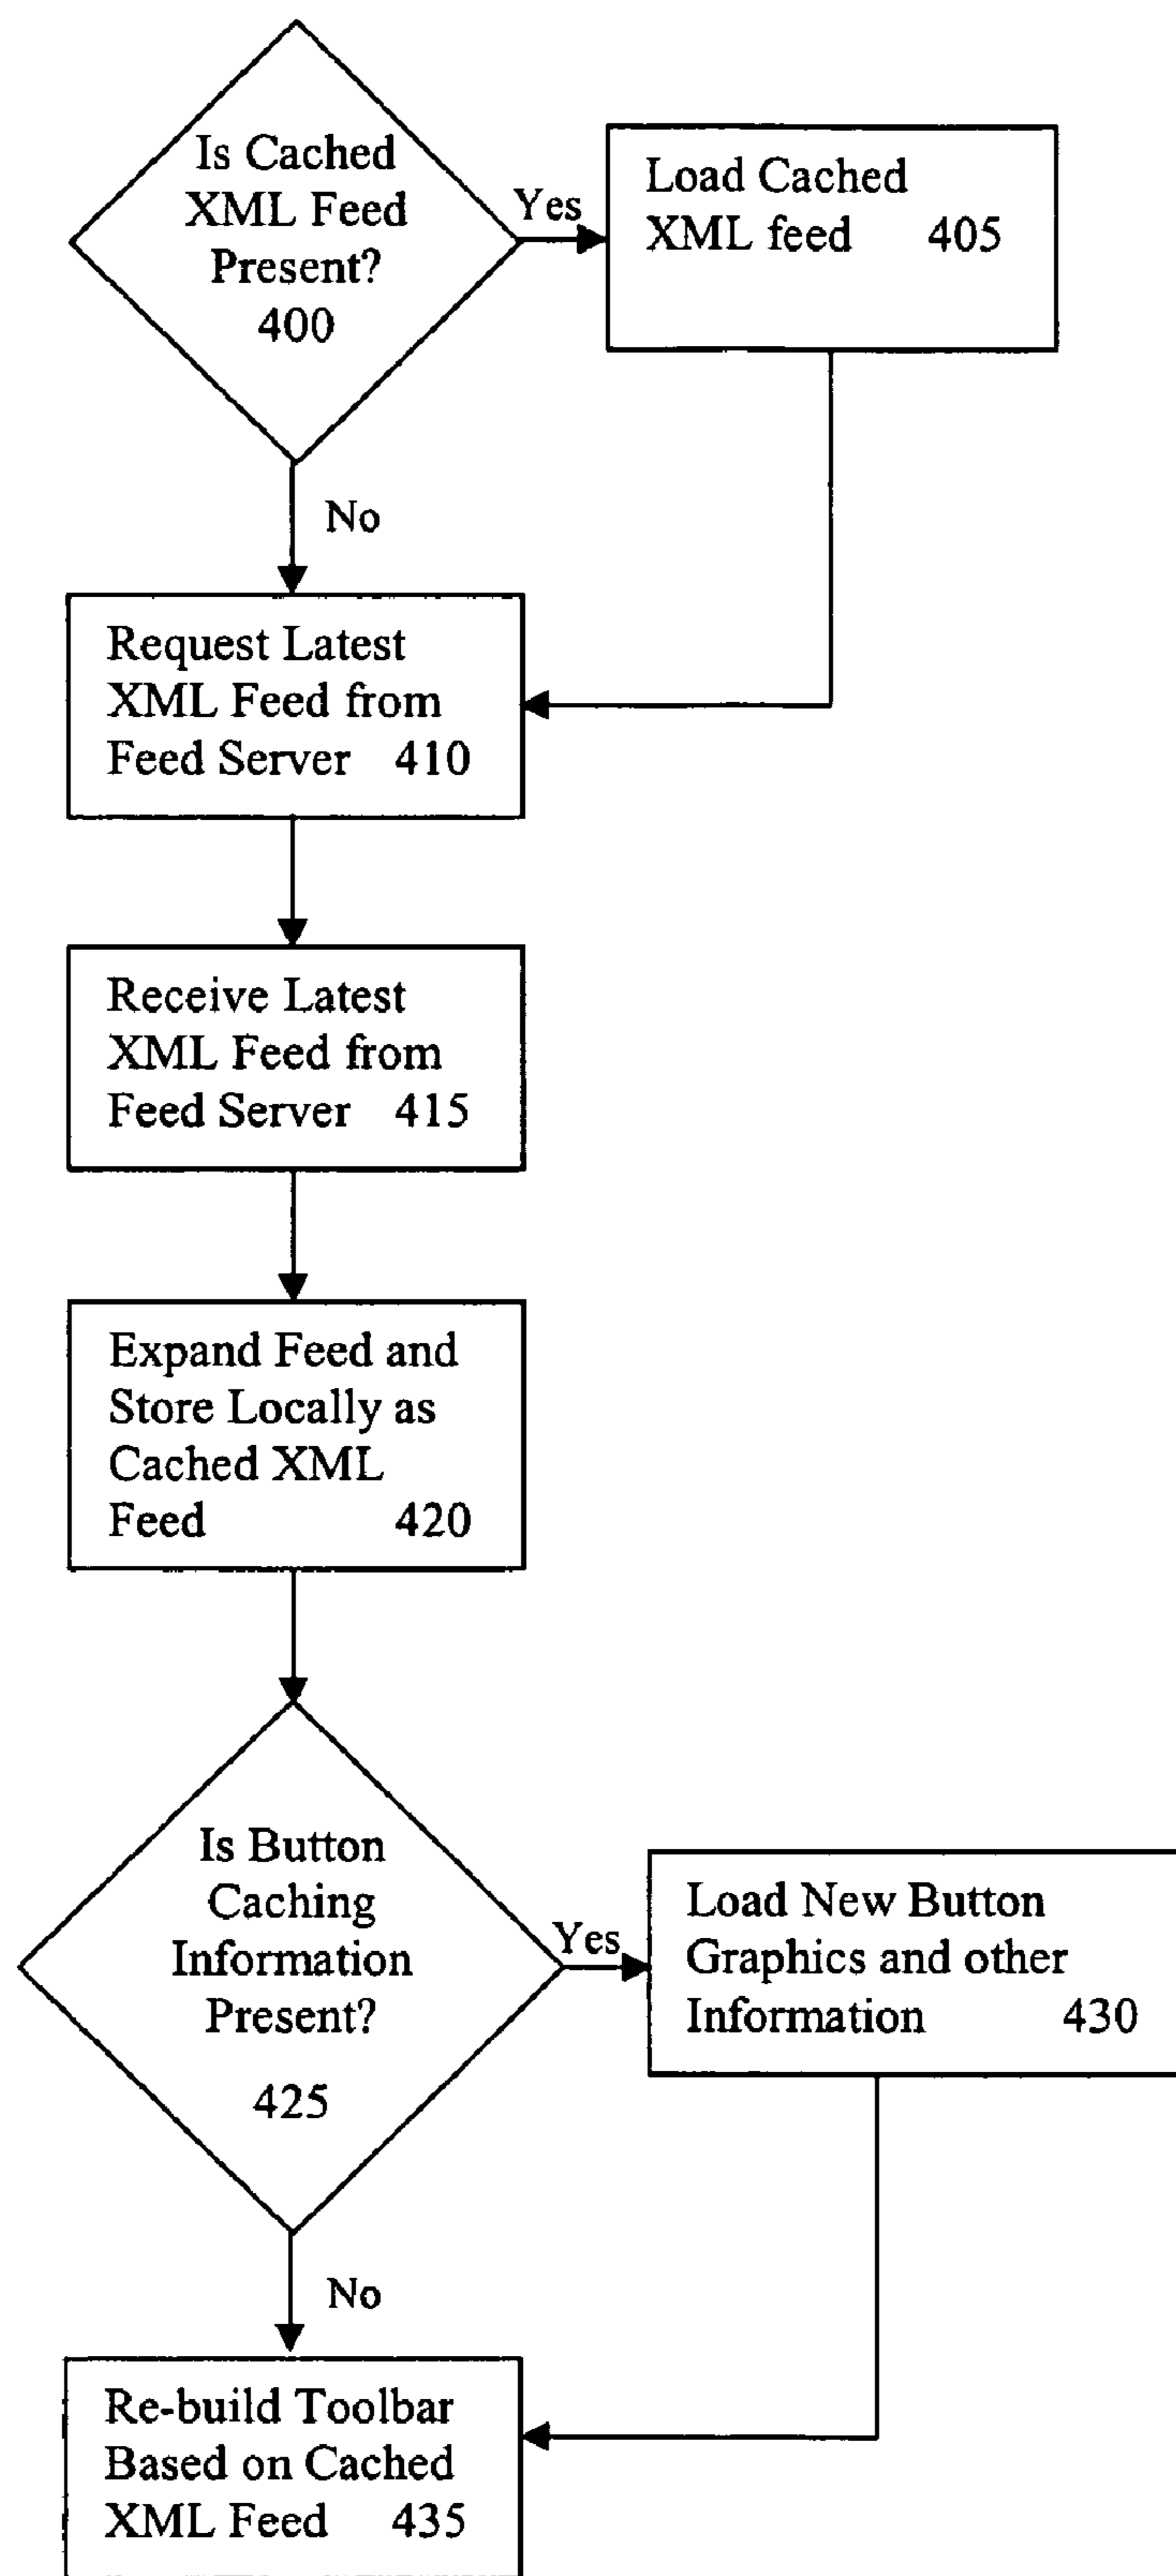 Is Cached
XML Feed
Present?
400
Yes
Load Cached
XML feed 405
No
Request Latest
XML Feed from
Feed Server 410
Receive Latest
XML Feed from
Feed Server 415
Expand Feed and
Store Locally as
Cached XML
Feed 420
Is Button
Caching
Information
Present?
425
Yes
Load New Button
Graphics and other
Information 430
No
Re-build Toolbar
Based on Cached
XML Feed 435